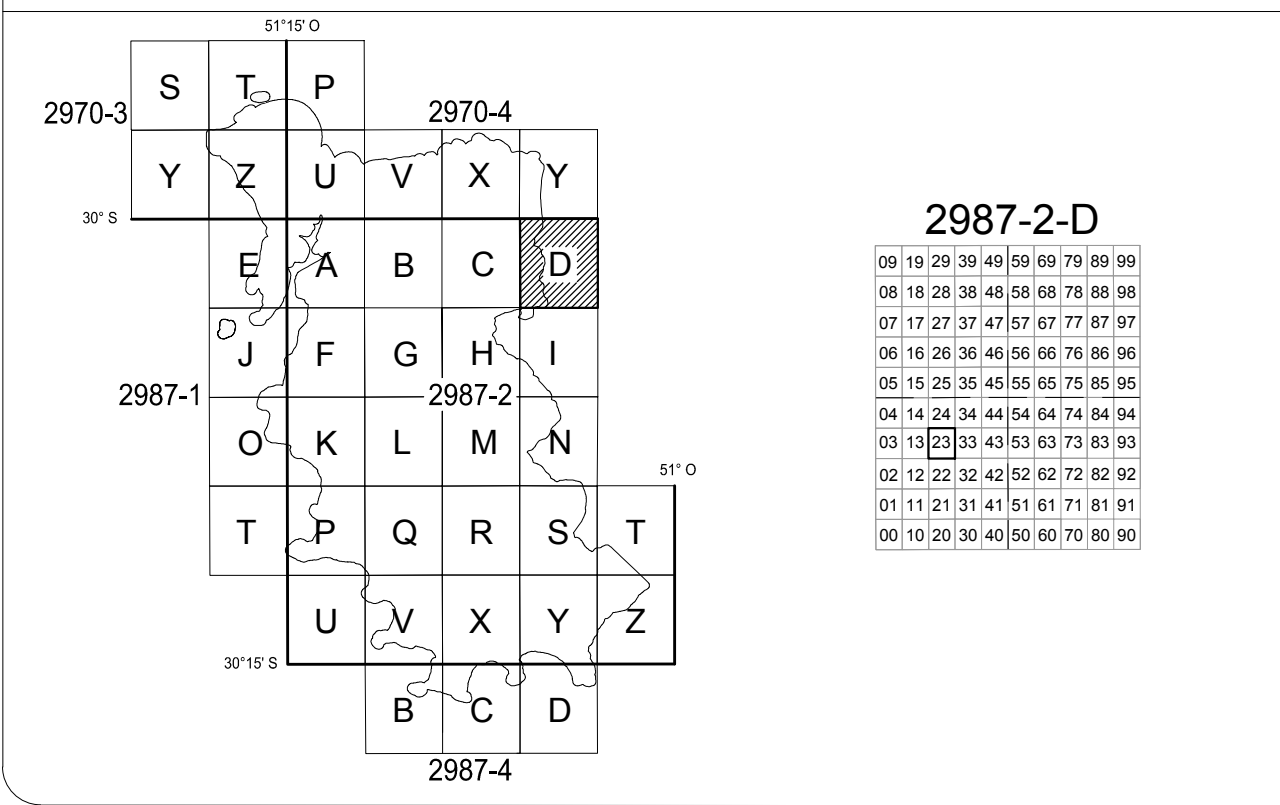 51°15' O
S T P
2970-3 2970-4
Y Z U V X Y
30° S
E A B C D
J F G H I
2987-1 2987-2
O K L M N
51° O
T P Q R S T
U V X Y Z
30°15' S
B C D
2987-4
2987-2-D
09 19 29 39 49 59 69 79 89 99
08 18 28 38 48 58 68 78 88 98
07 17 27 37 47 57 67 77 87 97
06 16 26 36 46 56 66 76 86 96
05 15 25 35 45 55 65 75 85 95
04 14 24 34 44 54 64 74 84 94
03 13 23 33 43 53 63 73 83 93
02 12 22 32 42 52 62 72 82 92
01 11 21 31 41 51 61 71 81 91
00 10 20 30 40 50 60 70 80 90